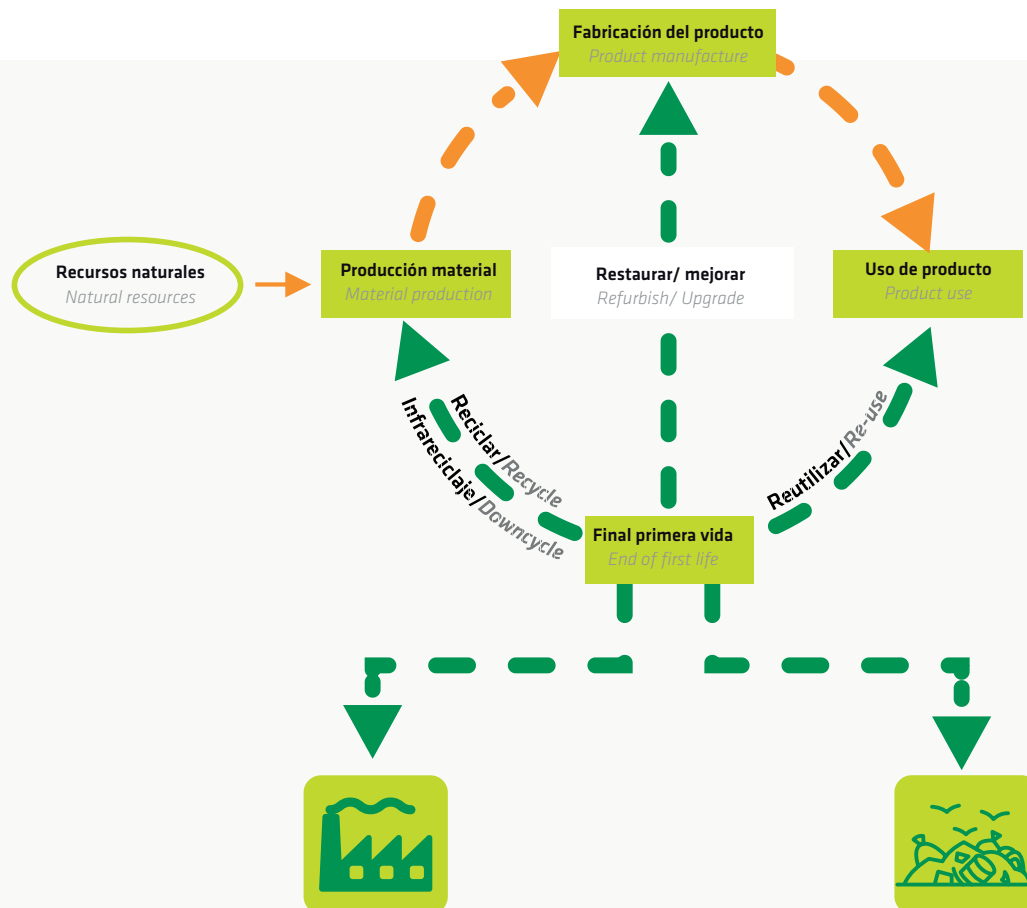 Fabricación del producto
Product manufacture
Recursos naturales
Natural resources
Producción material
Material production
Restaurar/ mejorar
Refurbish/ Upgrade
Uso de producto
Product use
Reciclar/Recycle
Infrareciclaje/Downcycle
Reutilizar/Re-use
Final primera vida
End of first life